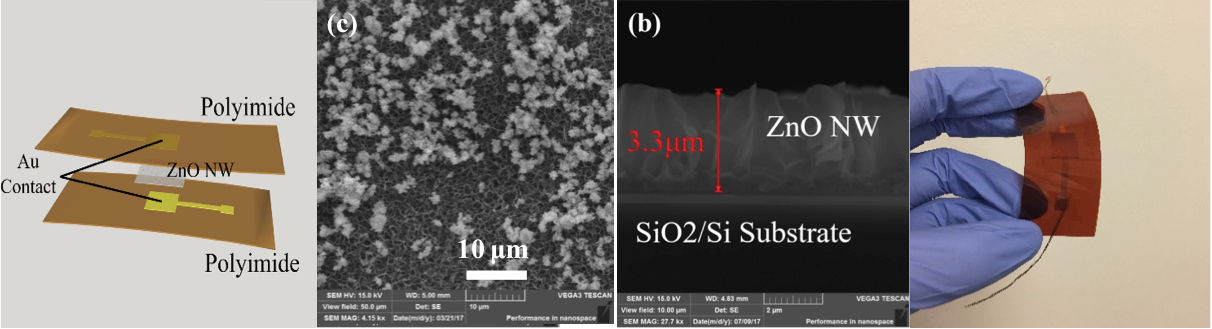 Polyimide
Au
Contact
ZnO NW
Polyimide
(c)
10 μm
SEM HV: 15.0 kV WD: 5.00 mm VEGA3 TESCAN
View field: 50.0 μm Det: SE 10 μm
SEM MAG: 4.15 kx Date(m/d/y): 03/21/17 Performance in nanospace
(b)
3.3μm
ZnO NW
SiO2/Si Substrate
SEM HV: 15.0 kV WD: 4.83 mm VEGA3 TESCAN
View field: 10.00 μm Det: SE 2 μm
SEM MAG: 27.7 kx Date(m/d/y): 07/09/17 Performance in nanospace